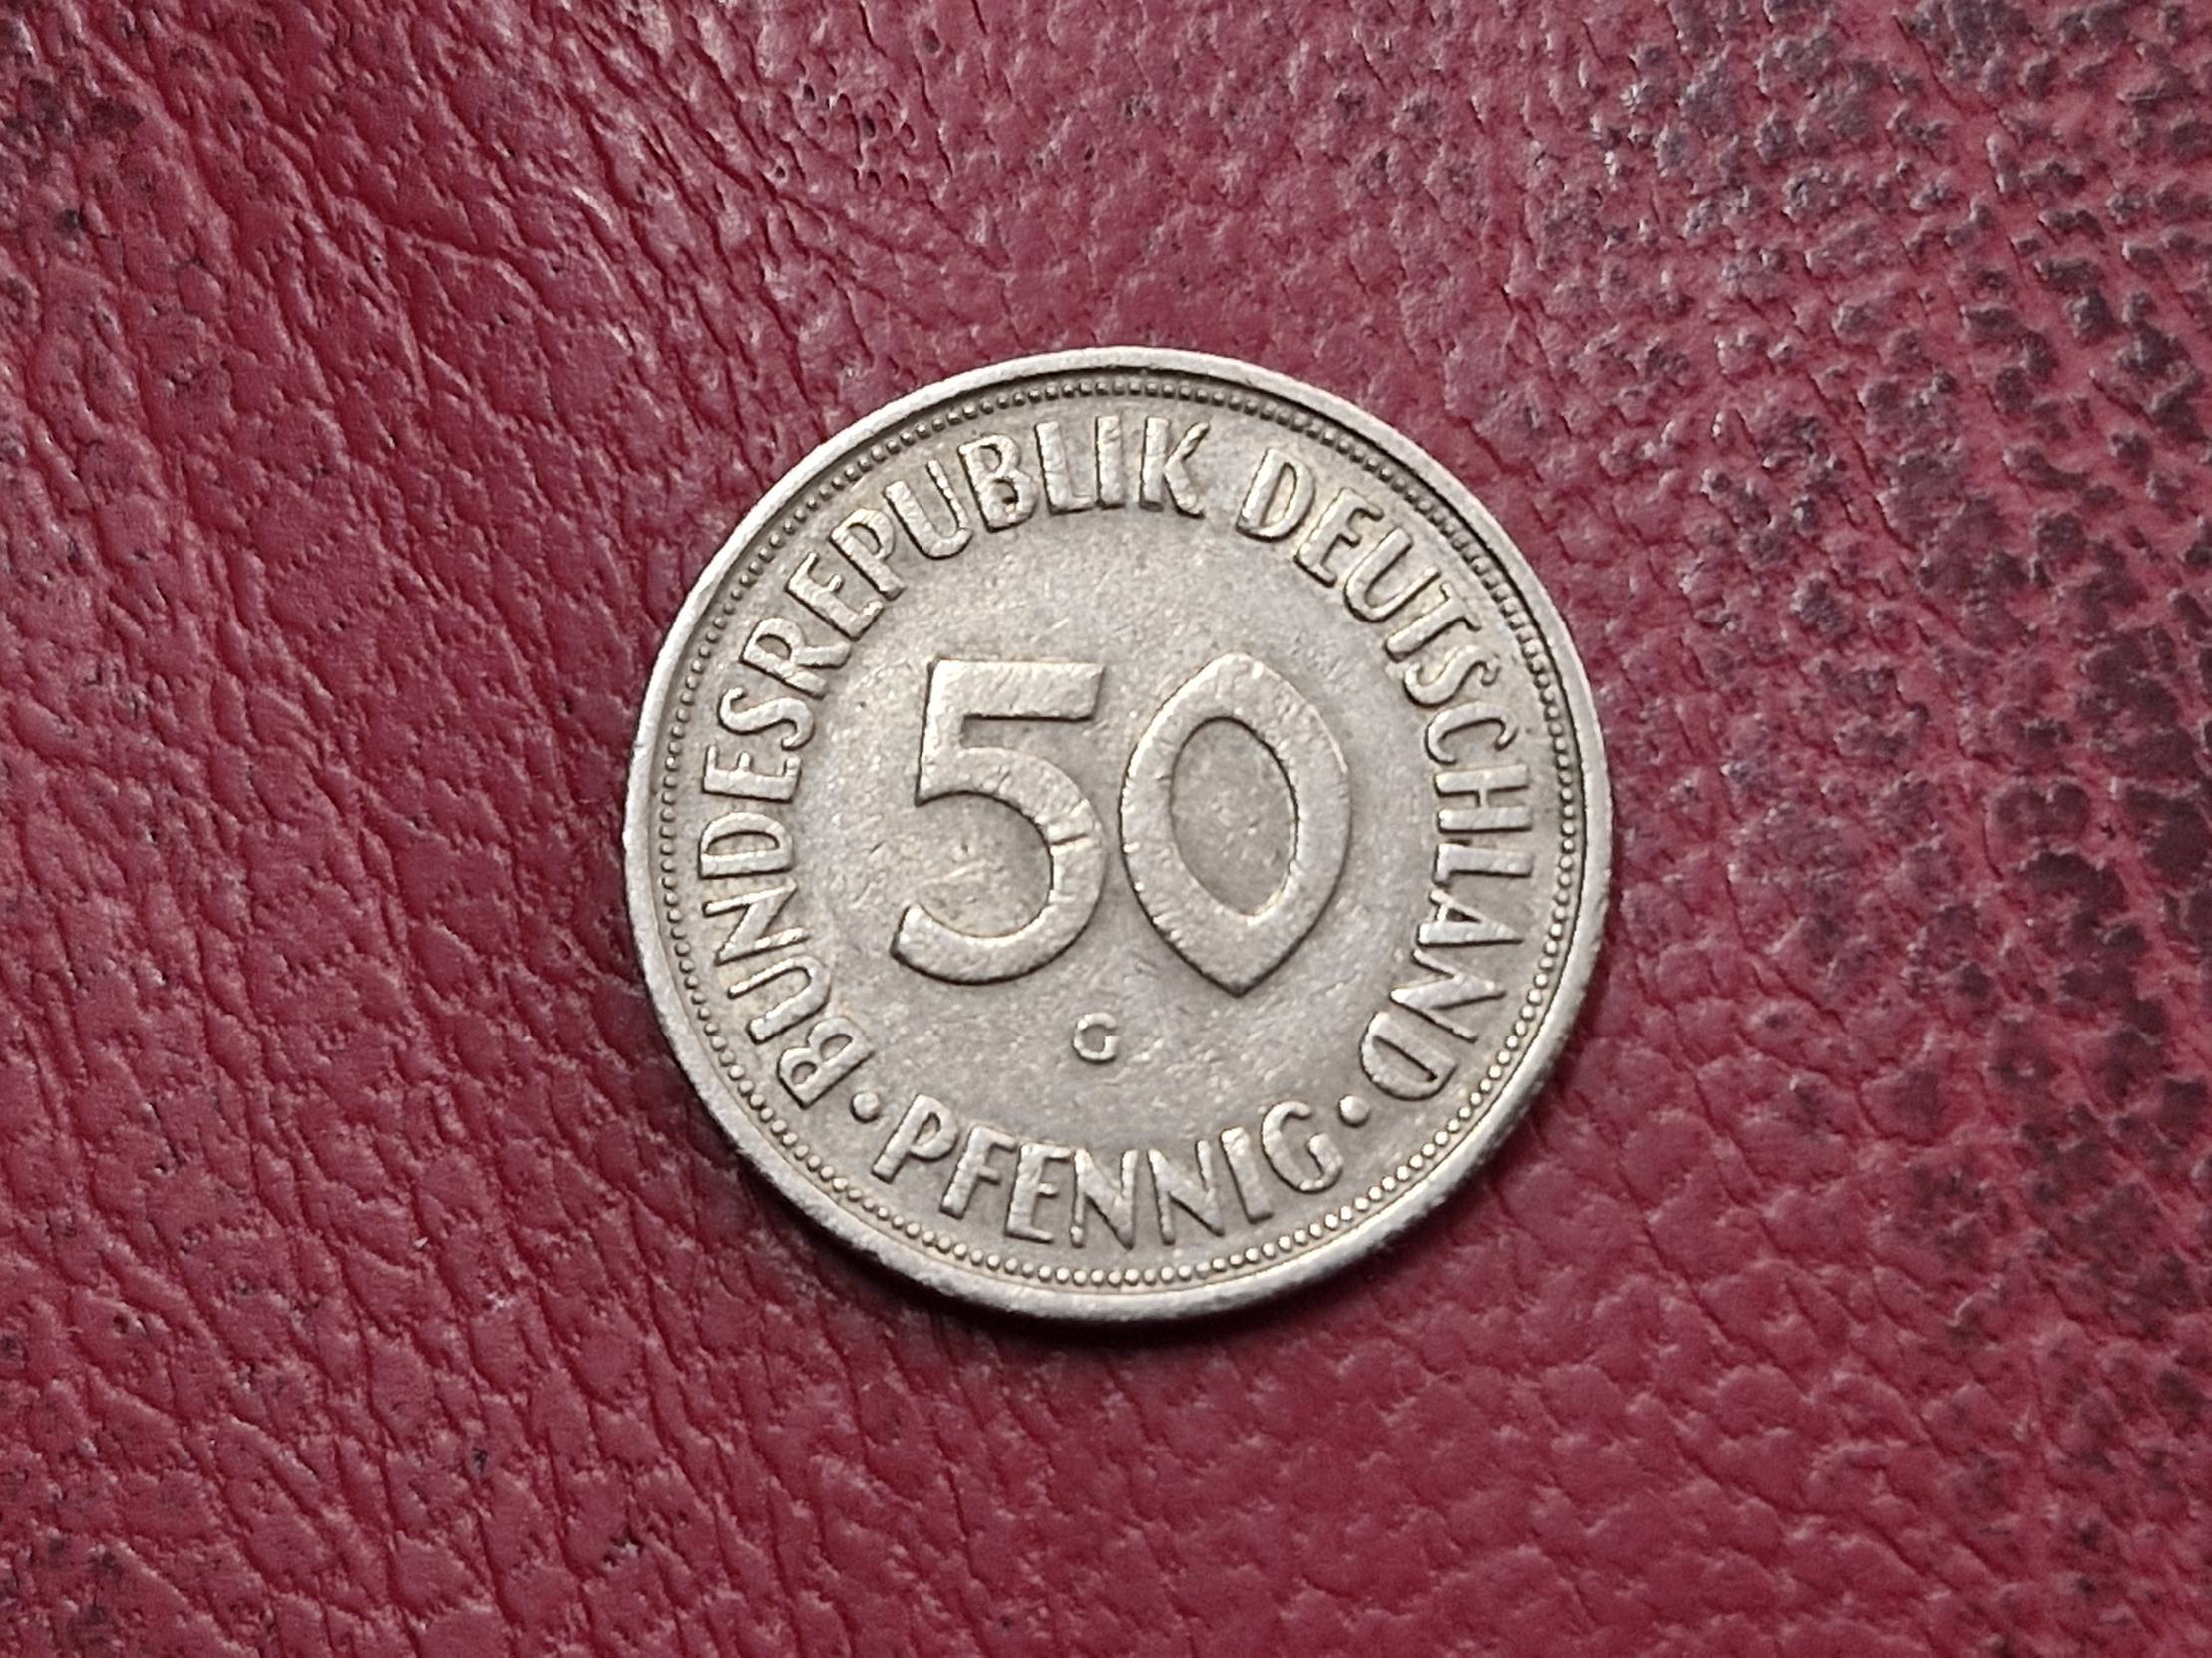 BUNDESREPUBLIK DEUTSCHLAND
50
G
• PFENNIG •